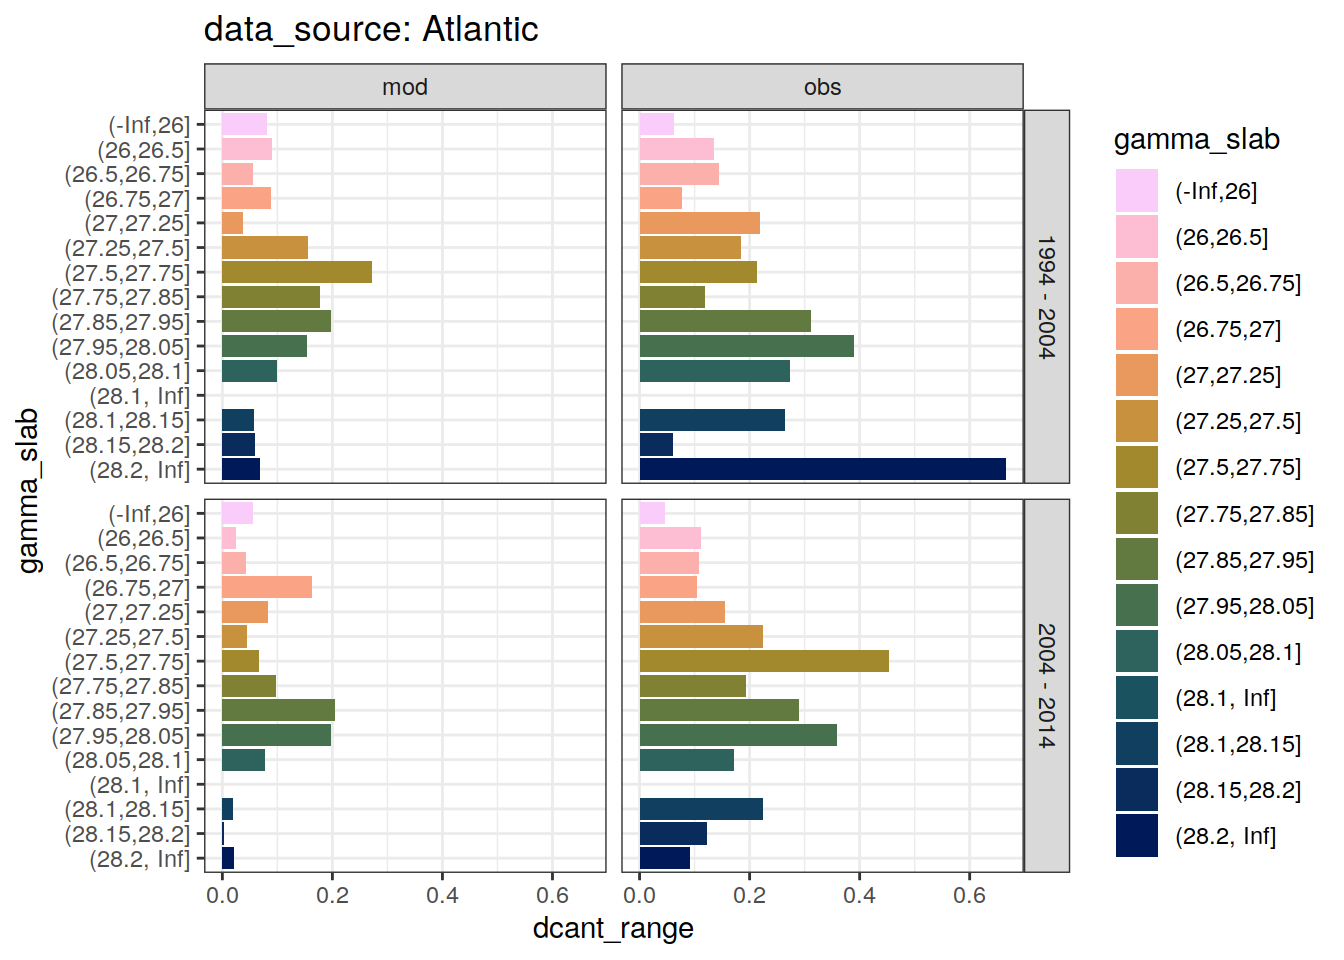 data_source: Atlantic
mod
obs
gamma_slab
(-Inf,26]
(26,26.5]
(26.5,26.75]
(26.75,27]
(27,27.25]
(27.25,27.5]
(27.5,27.75]
(27.75,27.85]
(27.85,27.95]
(27.95,28.05]
(28.05,28.1]
(28.1, Inf]
(28.1,28.15]
(28.15,28.2]
(28.2, Inf]
1994 - 2004
(-Inf,26]
(26,26.5]
(26.5,26.75]
(26.75,27]
(27,27.25]
(27.25,27.5]
(27.5,27.75]
(27.75,27.85]
(27.85,27.95]
(27.95,28.05]
(28.05,28.1]
(28.1, Inf]
(28.1,28.15]
(28.15,28.2]
(28.2, Inf]
2004 - 2014
0.0 0.2 0.4 0.6 0.0 0.2 0.4 0.6
dcant_range
gamma_slab
(-Inf,26]
(26,26.5]
(26.5,26.75]
(26.75,27]
(27,27.25]
(27.25,27.5]
(27.5,27.75]
(27.75,27.85]
(27.85,27.95]
(27.95,28.05]
(28.05,28.1]
(28.1, Inf]
(28.1,28.15]
(28.15,28.2]
(28.2, Inf]